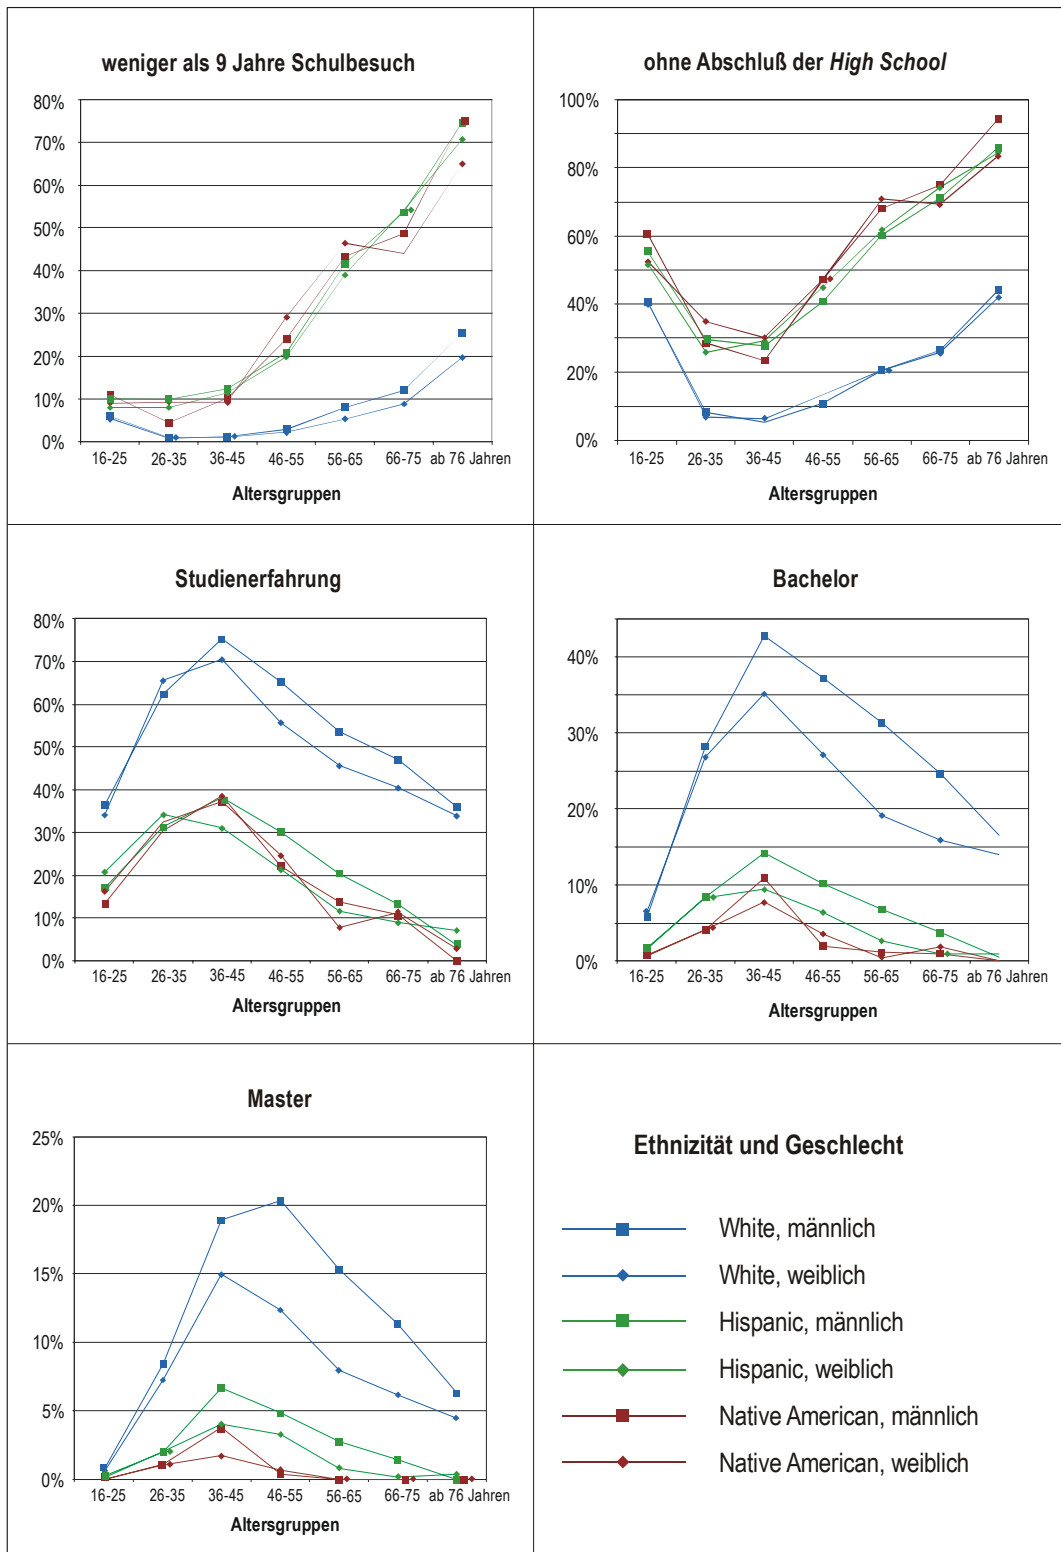 weniger als 9 Jahre Schulbesuch
80%
70%
60%
50%
40%
30%
20%
10%
0%
16-25 26-35 36-45 46-55 56-65 66-75 ab 76 Jahren
Altersgruppen
ohne Abschluß der High School
100%
80%
60%
40%
20%
0%
16-25 26-35 36-45 46-55 56-65 66-75 ab 76 Jahren
Altersgruppen
Studienerfahrung
80%
70%
60%
50%
40%
30%
20%
10%
0%
16-25 26-35 36-45 46-55 56-65 66-75 ab 76 Jahren
Altersgruppen
Bachelor
40%
30%
20%
10%
0%
16-25 26-35 36-45 46-55 56-65 66-75 ab 76 Jahren
Altersgruppen
Master
25%
20%
15%
10%
5%
0%
16-25 26-35 36-45 46-55 56-65 66-75 ab 76 Jahren
Altersgruppen
Ethnizität und Geschlecht
White, männlich
White, weiblich
Hispanic, männlich
Hispanic, weiblich
Native American, männlich
Native American, weiblich